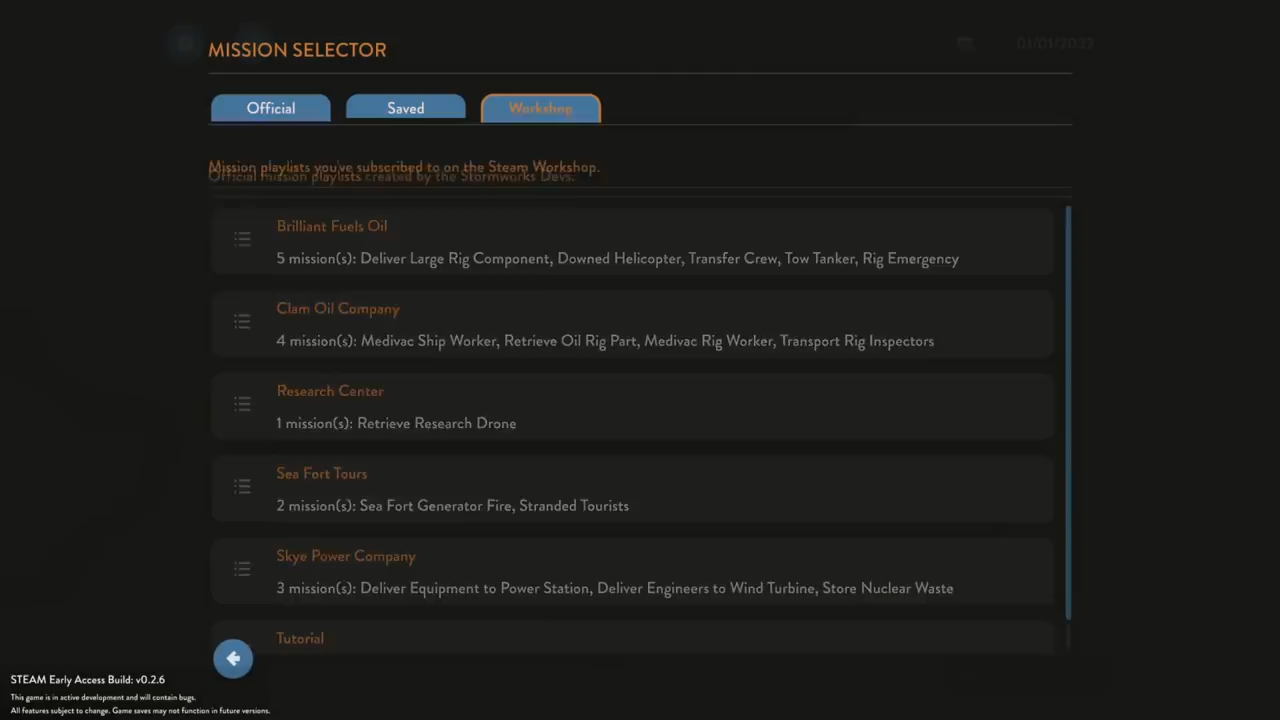 MISSION SELECTOR
01/01/2022
Official Saved Workshop
Mission playlists you've subscribed to on the Steam Workshop.
Official mission playlists created by the Stormworks Devs.
Brilliant Fuels Oil
5 mission(s): Deliver Large Rig Component, Downed Helicopter, Transfer Crew, Tow Tanker, Rig Emergency
Clam Oil Company
4 mission(s): Medivac Ship Worker, Retrieve Oil Rig Part, Medivac Rig Worker, Transport Rig Inspectors
Research Center
1 mission(s): Retrieve Research Drone
Sea Fort Tours
2 mission(s): Sea Fort Generator Fire, Stranded Tourists
Skye Power Company
3 mission(s): Deliver Equipment to Power Station, Deliver Engineers to Wind Turbine, Store Nuclear Waste
Tutorial
STEAM Early Access Build: v0.2.6
This game is in active development and will contain bugs.
All features subject to change. Game saves may not function in future versions.